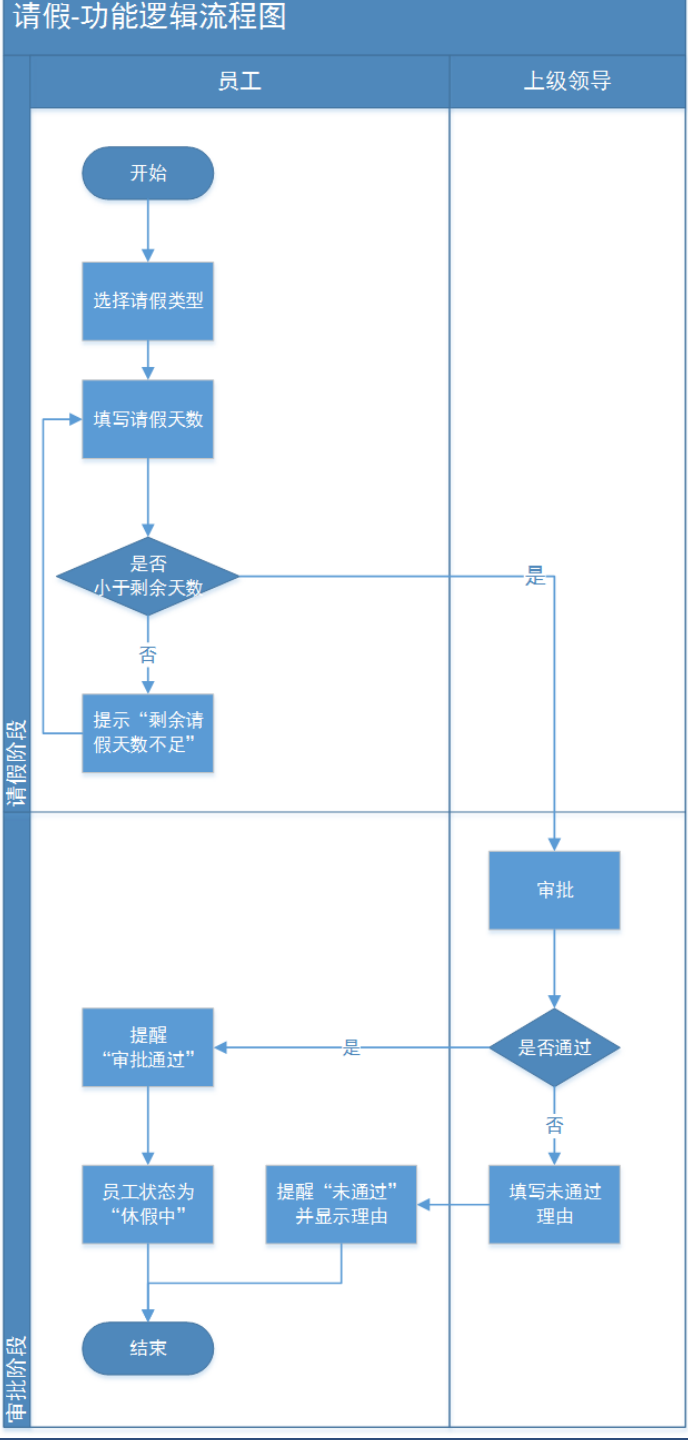 请假-功能逻辑流程图
员工
上级领导
开始
选择请假类型
填写请假天数
是否
小于剩余天数
是
否
提示“剩余请
假天数不足”
请假阶段
审批
提醒
“审批通过”
是
是否通过
否
员工状态为
“休假中”
提醒“未通过”
并显示理由
填写未通过
理由
结束
审批阶段